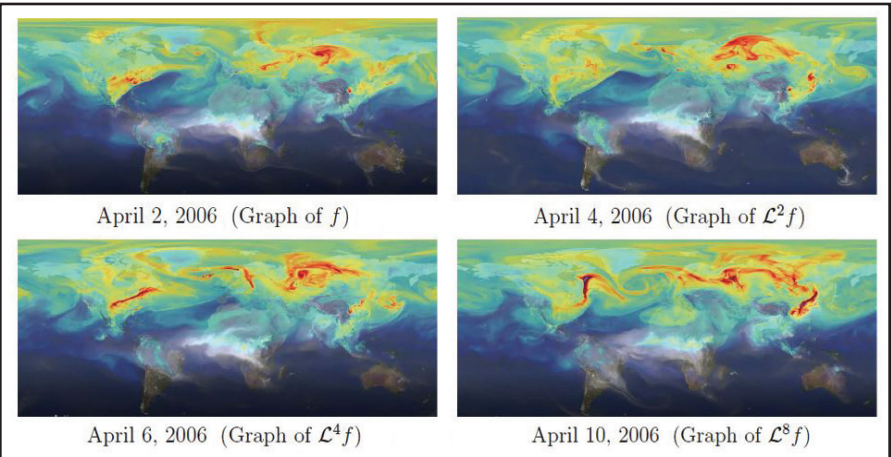 April 2, 2006 (Graph of f)
April 4, 2006 (Graph of ℒ²f)
April 6, 2006 (Graph of ℒ⁴f)
April 10, 2006 (Graph of ℒ⁸f)